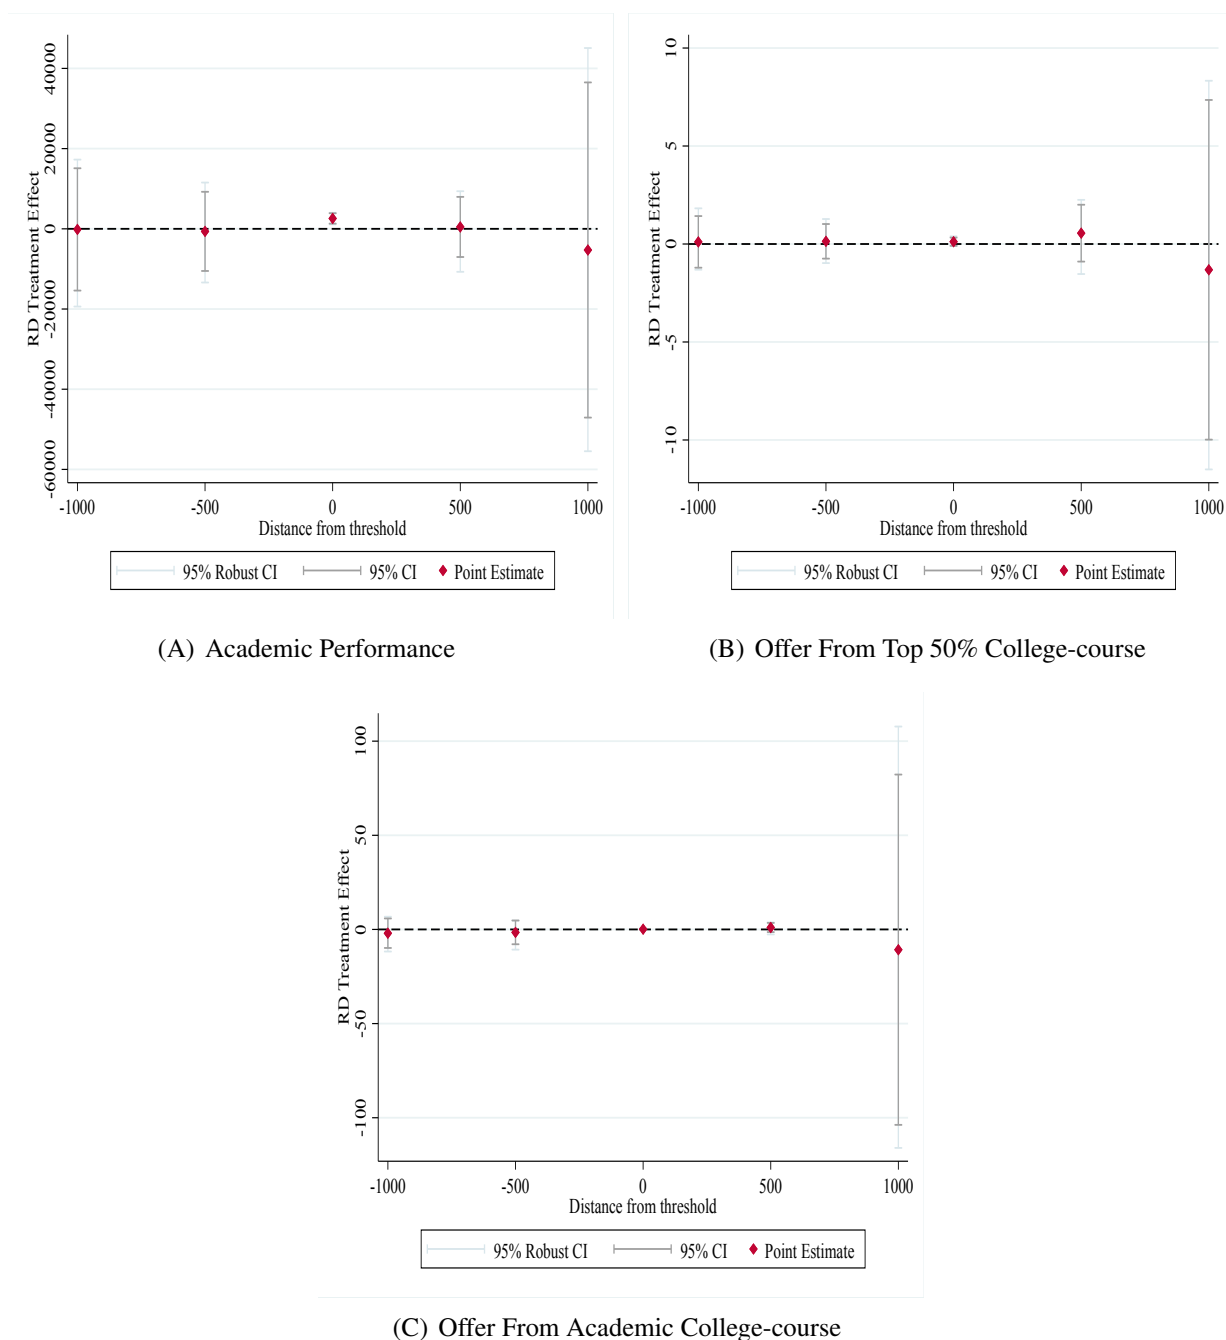 RD Treatment Effect
40000
20000
0
-20000
-40000
-60000
-1000 -500 0 500 1000
Distance from threshold
95% Robust CI 95% CI Point Estimate
(A) Academic Performance
RD Treatment Effect
10
5
0
-5
-10
-1000 -500 0 500 1000
Distance from threshold
95% Robust CI 95% CI Point Estimate
(B) Offer From Top 50% College-course
RD Treatment Effect
100
50
0
-50
-100
-1000 -500 0 500 1000
Distance from threshold
95% Robust CI 95% CI Point Estimate
(C) Offer From Academic College-course